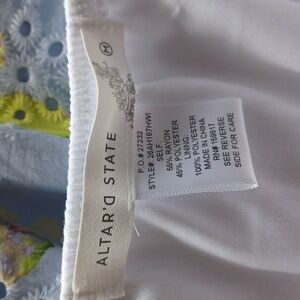 M
ALTAR'D STATE
P.O.# 27232
STYLE# 26AH167HWI
SELF:
55% RAYON
45% POLYESTER
LINING:
100% POLYESTER
MADE IN CHINA
RN# 159817
SEE REVERSE
SIDE FOR CARE